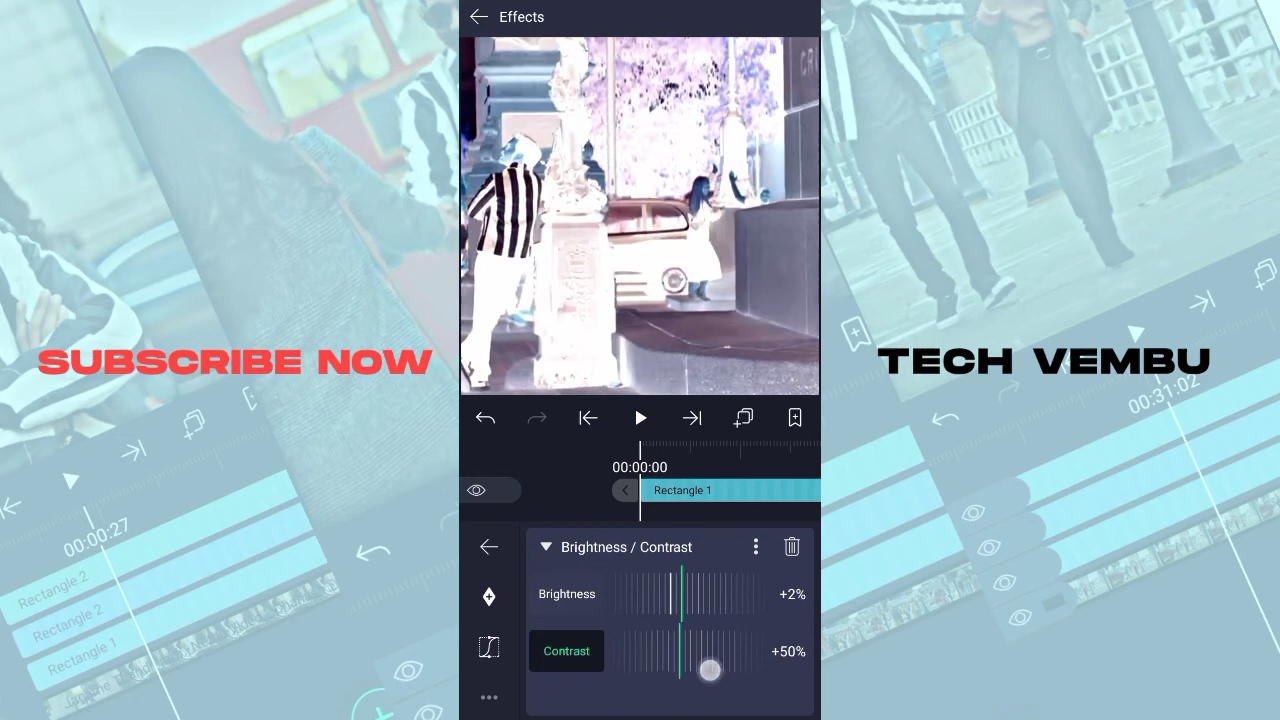 Effects
CR
SUBSCRIBE NOW
TECH VEMBU
00:00:00
Rectangle 1
Brightness / Contrast
Brightness
+2%
Contrast
+50%
00:00:27
Rectangle 2
Rectangle 2
Rectangle 1
00:31:02